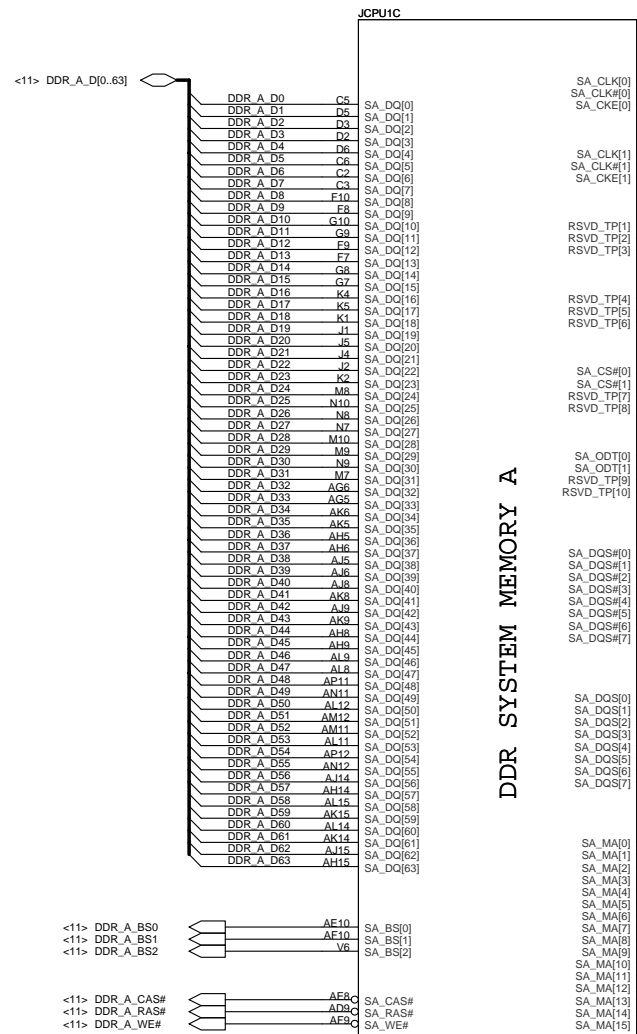 JCPU1C
<11> DDR_A_D[0..63]
DDR_A_D0 C5 SA_DQ[0]
DDR_A_D1 D5 SA_DQ[1]
DDR_A_D2 D3 SA_DQ[2]
DDR_A_D3 D2 SA_DQ[3]
DDR_A_D4 D6 SA_DQ[4]
DDR_A_D5 C6 SA_DQ[5]
DDR_A_D6 C2 SA_DQ[6]
DDR_A_D7 C3 SA_DQ[7]
DDR_A_D8 F10 SA_DQ[8]
DDR_A_D9 F8 SA_DQ[9]
DDR_A_D10 G10 SA_DQ[10]
DDR_A_D11 G9 SA_DQ[11]
DDR_A_D12 F9 SA_DQ[12]
DDR_A_D13 F7 SA_DQ[13]
DDR_A_D14 G8 SA_DQ[14]
DDR_A_D15 G7 SA_DQ[15]
DDR_A_D16 K4 SA_DQ[16]
DDR_A_D17 K5 SA_DQ[17]
DDR_A_D18 K1 SA_DQ[18]
DDR_A_D19 J1 SA_DQ[19]
DDR_A_D20 J5 SA_DQ[20]
DDR_A_D21 J4 SA_DQ[21]
DDR_A_D22 J2 SA_DQ[22]
DDR_A_D23 K2 SA_DQ[23]
DDR_A_D24 M8 SA_DQ[24]
DDR_A_D25 N10 SA_DQ[25]
DDR_A_D26 N8 SA_DQ[26]
DDR_A_D27 N7 SA_DQ[27]
DDR_A_D28 M10 SA_DQ[28]
DDR_A_D29 M9 SA_DQ[29]
DDR_A_D30 N9 SA_DQ[30]
DDR_A_D31 M7 SA_DQ[31]
DDR_A_D32 AG6 SA_DQ[32]
DDR_A_D33 AG5 SA_DQ[33]
DDR_A_D34 AK6 SA_DQ[34]
DDR_A_D35 AK5 SA_DQ[35]
DDR_A_D36 AH5 SA_DQ[36]
DDR_A_D37 AH6 SA_DQ[37]
DDR_A_D38 AJ5 SA_DQ[38]
DDR_A_D39 AJ6 SA_DQ[39]
DDR_A_D40 AJ8 SA_DQ[40]
DDR_A_D41 AK8 SA_DQ[41]
DDR_A_D42 AJ9 SA_DQ[42]
DDR_A_D43 AK9 SA_DQ[43]
DDR_A_D44 AH8 SA_DQ[44]
DDR_A_D45 AH9 SA_DQ[45]
DDR_A_D46 AL9 SA_DQ[46]
DDR_A_D47 AL8 SA_DQ[47]
DDR_A_D48 AP11 SA_DQ[48]
DDR_A_D49 AN11 SA_DQ[49]
DDR_A_D50 AL12 SA_DQ[50]
DDR_A_D51 AM12 SA_DQ[51]
DDR_A_D52 AM11 SA_DQ[52]
DDR_A_D53 AL11 SA_DQ[53]
DDR_A_D54 AP12 SA_DQ[54]
DDR_A_D55 AN12 SA_DQ[55]
DDR_A_D56 AJ14 SA_DQ[56]
DDR_A_D57 AH14 SA_DQ[57]
DDR_A_D58 AL15 SA_DQ[58]
DDR_A_D59 AK15 SA_DQ[59]
DDR_A_D60 AL14 SA_DQ[60]
DDR_A_D61 AK14 SA_DQ[61]
DDR_A_D62 AJ15 SA_DQ[62]
DDR_A_D63 AH15 SA_DQ[63]
<11> DDR_A_BS0 AE10 SA_BS[0]
<11> DDR_A_BS1 AF10 SA_BS[1]
<11> DDR_A_BS2 V6 SA_BS[2]
<11> DDR_A_CAS# AE8 SA_CAS#
<11> DDR_A_RAS# AD9 SA_RAS#
<11> DDR_A_WE# AF9 SA_WE#
DDR SYSTEM MEMORY A
SA_CLK[0]
SA_CLK#[0]
SA_CKE[0]
SA_CLK[1]
SA_CLK#[1]
SA_CKE[1]
RSVD_TP[1]
RSVD_TP[2]
RSVD_TP[3]
RSVD_TP[4]
RSVD_TP[5]
RSVD_TP[6]
SA_CS#[0]
SA_CS#[1]
RSVD_TP[7]
RSVD_TP[8]
SA_ODT[0]
SA_ODT[1]
RSVD_TP[9]
RSVD_TP[10]
SA_DQS#[0]
SA_DQS#[1]
SA_DQS#[2]
SA_DQS#[3]
SA_DQS#[4]
SA_DQS#[5]
SA_DQS#[6]
SA_DQS#[7]
SA_DQS[0]
SA_DQS[1]
SA_DQS[2]
SA_DQS[3]
SA_DQS[4]
SA_DQS[5]
SA_DQS[6]
SA_DQS[7]
SA_MA[0]
SA_MA[1]
SA_MA[2]
SA_MA[3]
SA_MA[4]
SA_MA[5]
SA_MA[6]
SA_MA[7]
SA_MA[8]
SA_MA[9]
SA_MA[10]
SA_MA[11]
SA_MA[12]
SA_MA[13]
SA_MA[14]
SA_MA[15]